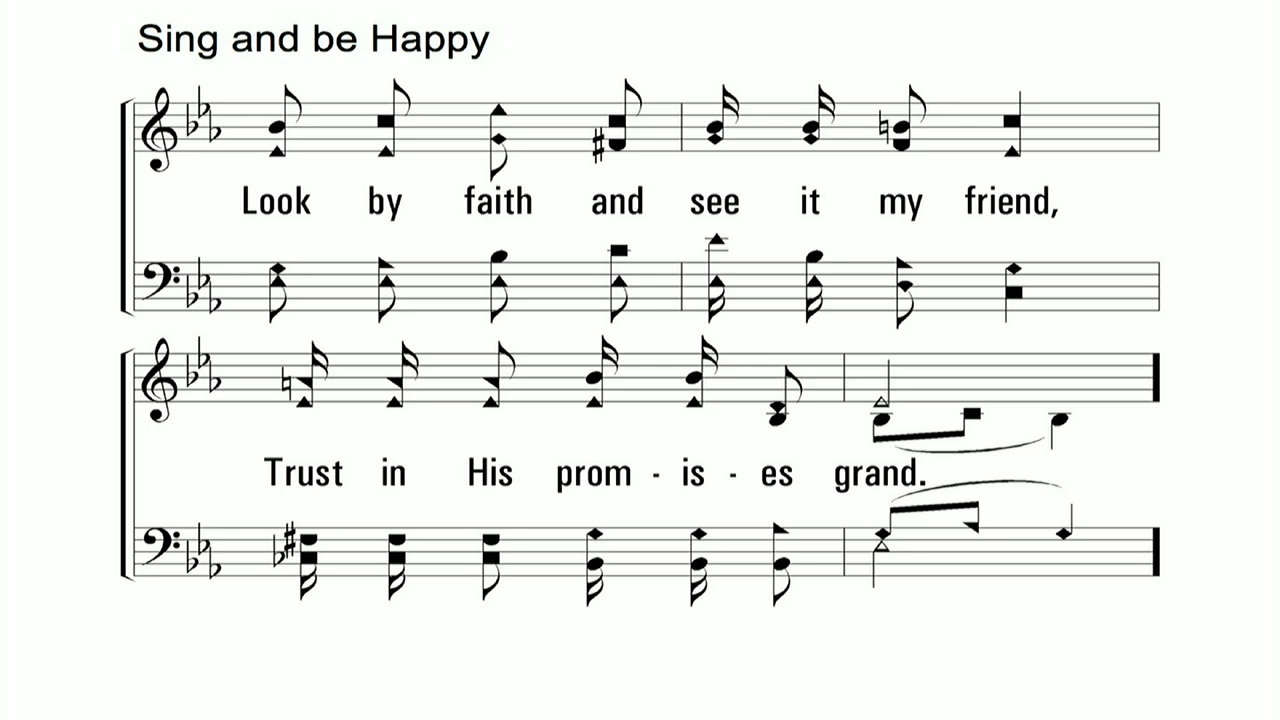 Sing and be Happy
Look by faith and see it my friend,
Trust in His prom - is - es grand.